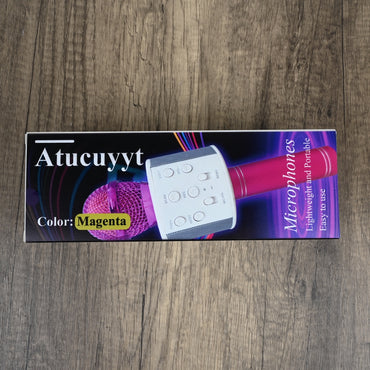 Atucuyyt
Color: Magenta
Microphones
Lightweight and Portable
Easy to use